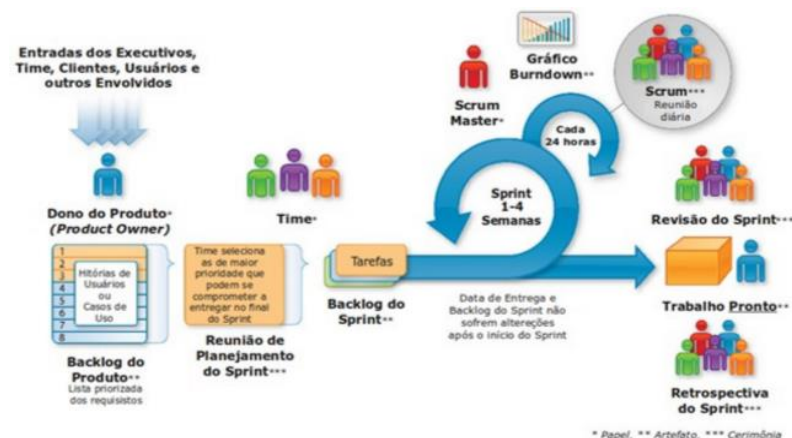 Entradas dos Executivos,
Time, Clientes, Usuários e
outros Envolvidos
Dono do Produto*
(Product Owner)
1
2
3
4
5
6
7
8
Hitórias de
Usuários
ou
Casos de
Uso
Backlog do
Produto**
Lista priorizada
dos requisistos
Time*
Time seleciona
as de maior
prioridade que
podem se
comprometer a
entregar no final
do Sprint
Reunião de
Planejamento
do Sprint***
Tarefas
Backlog do
Sprint**
Scrum
Master*
Gráfico
Burndown**
Cada
24 horas
Scrum***
Reunião
diária
Sprint
1-4
Semanas
Data de Entrega e
Backlog do Sprint não
sofrem altereções
após o início do Sprint
Revisão do Sprint***
Trabalho Pronto**
Retrospectiva
do Sprint***
* Papel, ** Artefato, *** Cerimônia